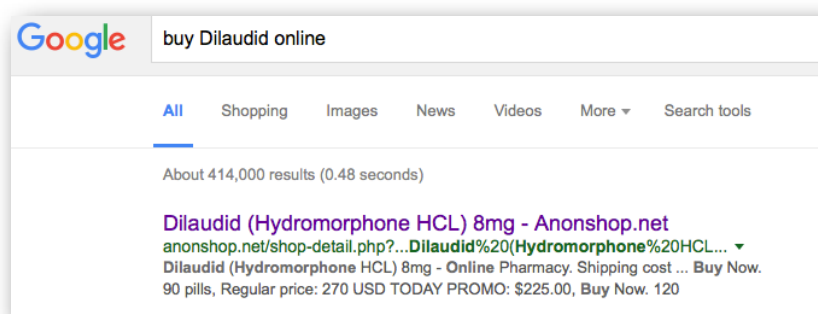 Google buy Dilaudid online
All Shopping Images News Videos More Search tools
About 414,000 results (0.48 seconds)
Dilaudid (Hydromorphone HCL) 8mg - Anonshop.net
anonshop.net/shop-detail.php?...Dilaudid%20(Hydromorphone%20HCL...
Dilaudid (Hydromorphone HCL) 8mg - Online Pharmacy. Shipping cost ... Buy Now.
90 pills, Regular price: 270 USD TODAY PROMO: $225.00, Buy Now. 120